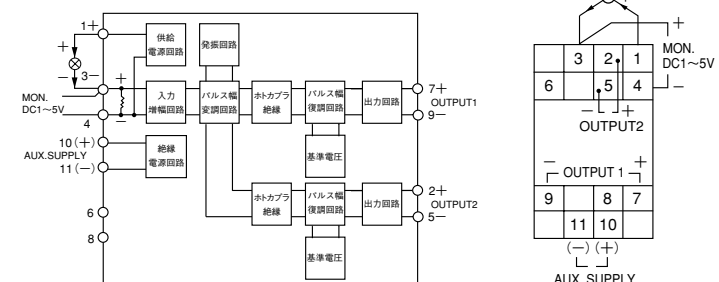 1+
供給
電源回路
発振回路
+
−
3−
+
MON.
DC1~5V
4
−
入力
増幅回路
パルス幅
変調回路
ホトカプラ
絶縁
パルス幅
復調回路
出力回路
7+
OUTPUT1
9−
10(+)
AUX.SUPPLY
11(−)
絶縁
電源回路
基準電圧
6
8
ホトカプラ
絶縁
パルス幅
復調回路
出力回路
2+
OUTPUT2
5−
基準電圧
+
+
MON.
DC1~5V
−
3 2 1
6 5 4
− +
OUTPUT2
− +
OUTPUT 1
9 8 7
11 10
(−) (+)
AUX. SUPPLY